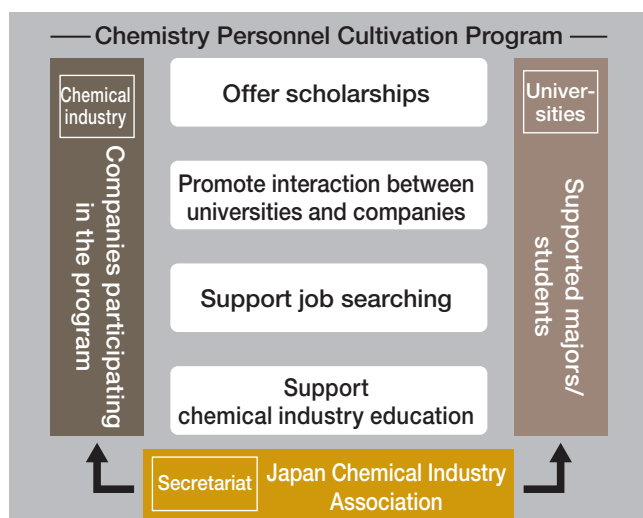 Chemistry Personnel Cultivation Program
Chemical
industry
Companies participating
in the program
Offer scholarships
Promote interaction between
universities and companies
Support job searching
Support
chemical industry education
Univer-
sities
Supported majors/
students
Secretariat
Japan Chemical Industry
Association